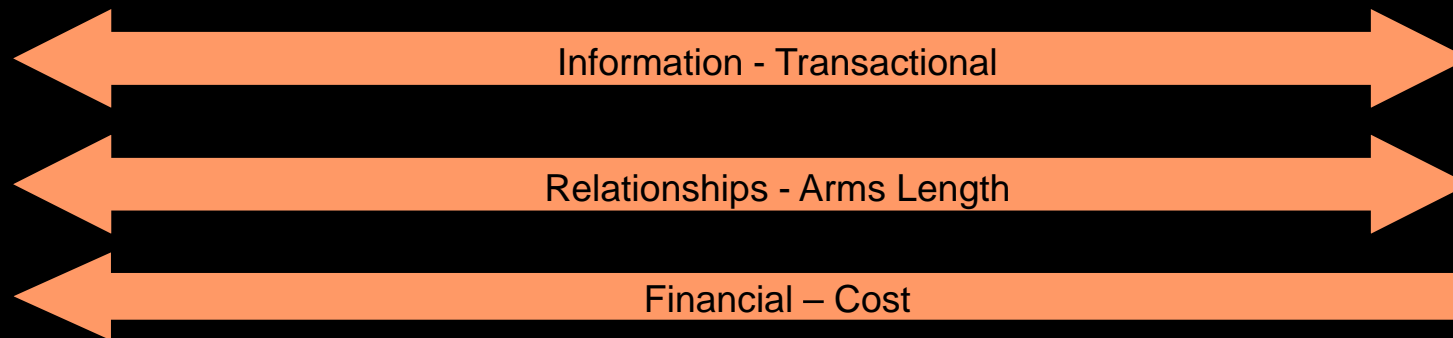 Information - Transactional
Relationships - Arms Length
Financial – Cost